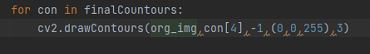 for con in finalCountours:
cv2.drawContours(org_img,con[4],-1,(0,0,255),3)